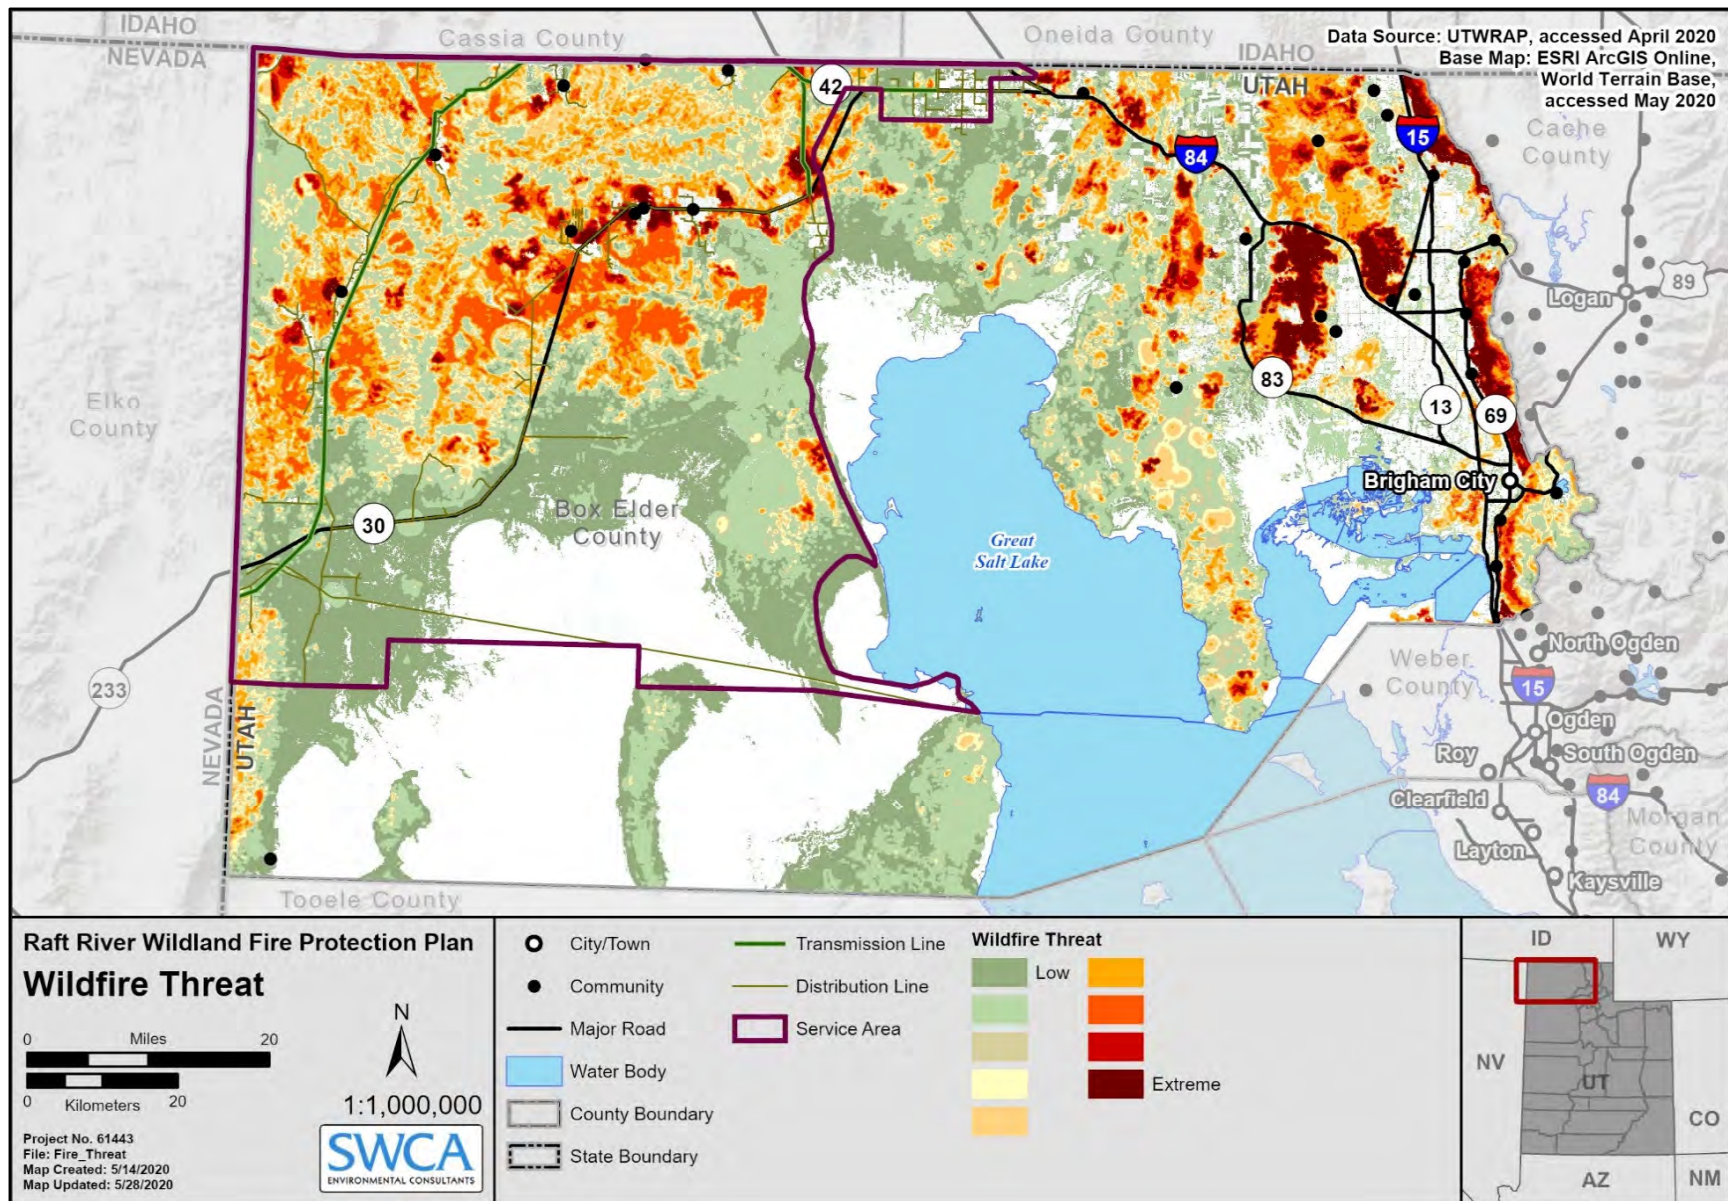 IDAHO
NEVADA
Cassia County
Oneida County
IDAHO
UTAH
Data Source: UTWRAP, accessed April 2020
Base Map: ESRI ArcGIS Online,
World Terrain Base,
accessed May 2020
42
84
15
Cache
County
89
Logan
Elko
County
83
13
69
Brigham City
30
Box Elder
County
Great
Salt Lake
233
NEVADA
UTAH
Weber
County
North Ogden
15
Ogden
Roy
South Ogden
Clearfield
84
Morgan
County
Layton
Kaysville
Tooele County
Raft River Wildland Fire Protection Plan
Wildfire Threat
0 Miles 20
0 Kilometers 20
N
1:1,000,000
Project No. 61443
File: Fire_Threat
Map Created: 5/14/2020
Map Updated: 5/28/2020
SWCA
ENVIRONMENTAL CONSULTANTS
City/Town
Community
Major Road
Water Body
County Boundary
State Boundary
Transmission Line
Distribution Line
Service Area
Wildfire Threat
Low
Extreme
ID
WY
NV
UT
CO
AZ
NM